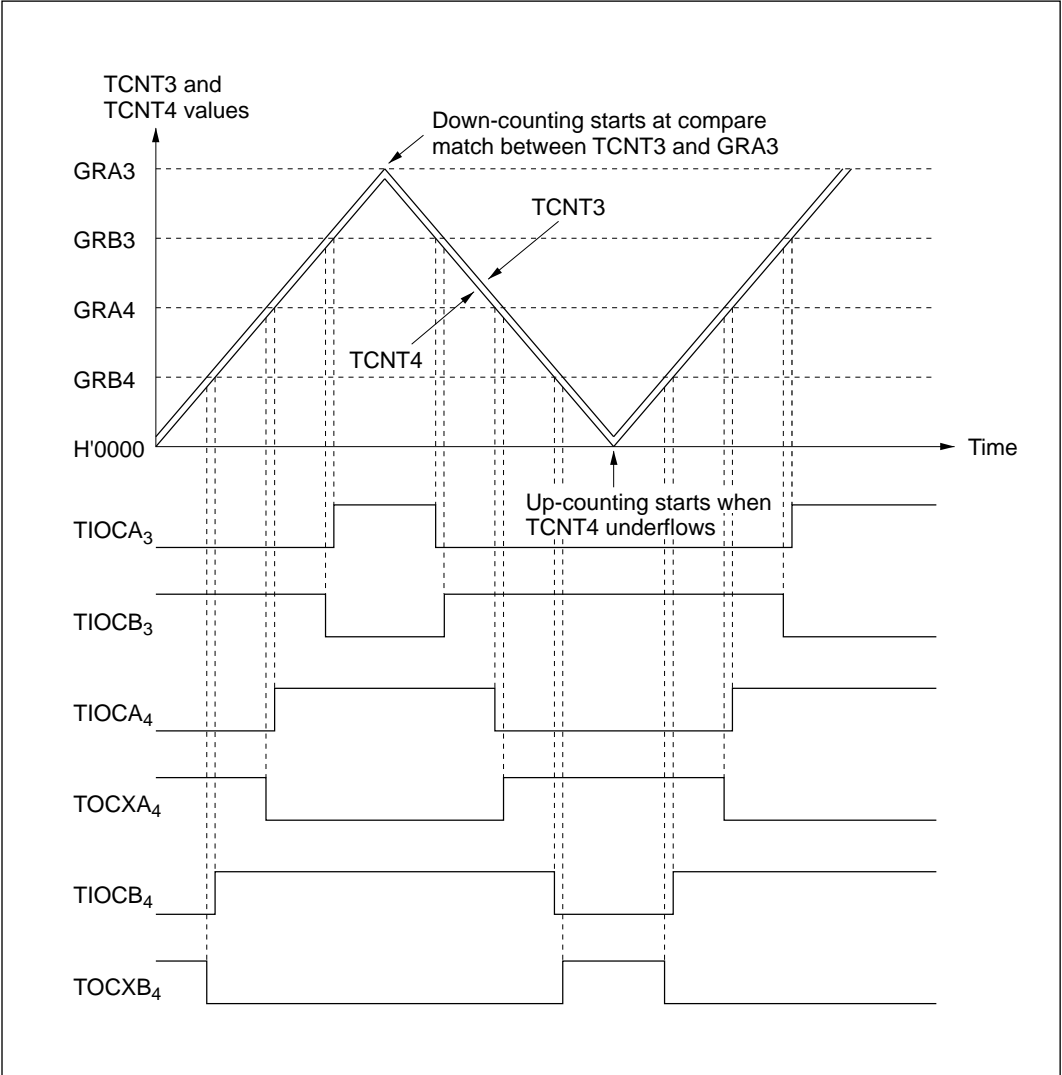 TCNT3 and
TCNT4 values
Down-counting starts at compare
match between TCNT3 and GRA3
GRA3
TCNT3
GRB3
GRA4
TCNT4
GRB4
H'0000
Time
Up-counting starts when
TCNT4 underflows
TIOCA3
TIOCB3
TIOCA4
TOCXA4
TIOCB4
TOCXB4